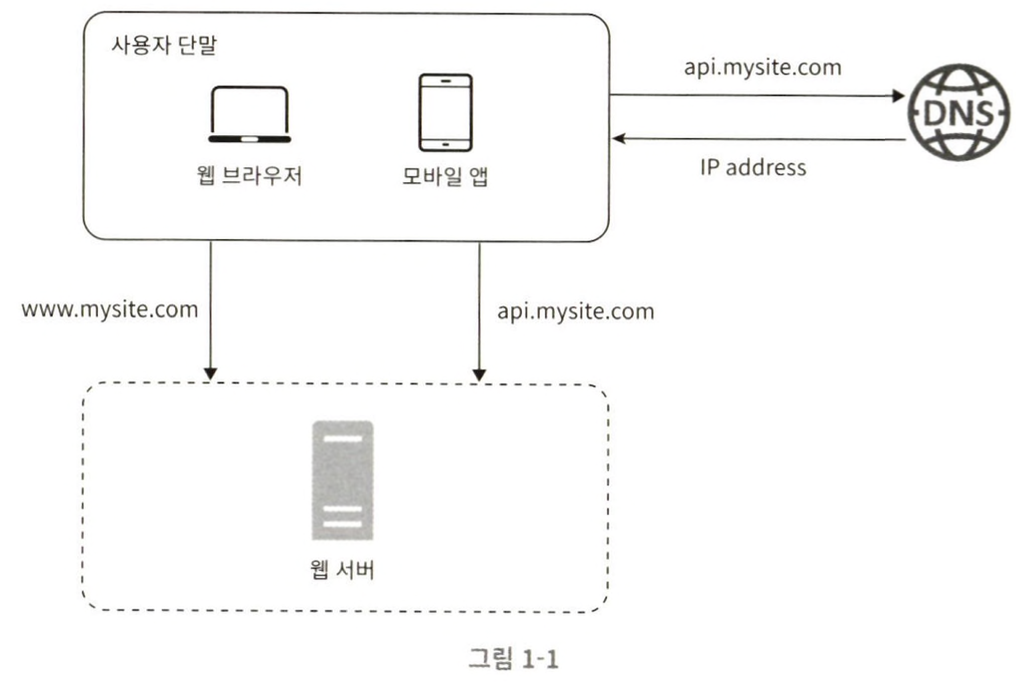 사용자 단말
웹 브라우저
모바일 앱
api.mysite.com
DNS
IP address
www.mysite.com
api.mysite.com
웹 서버
그림 1-1